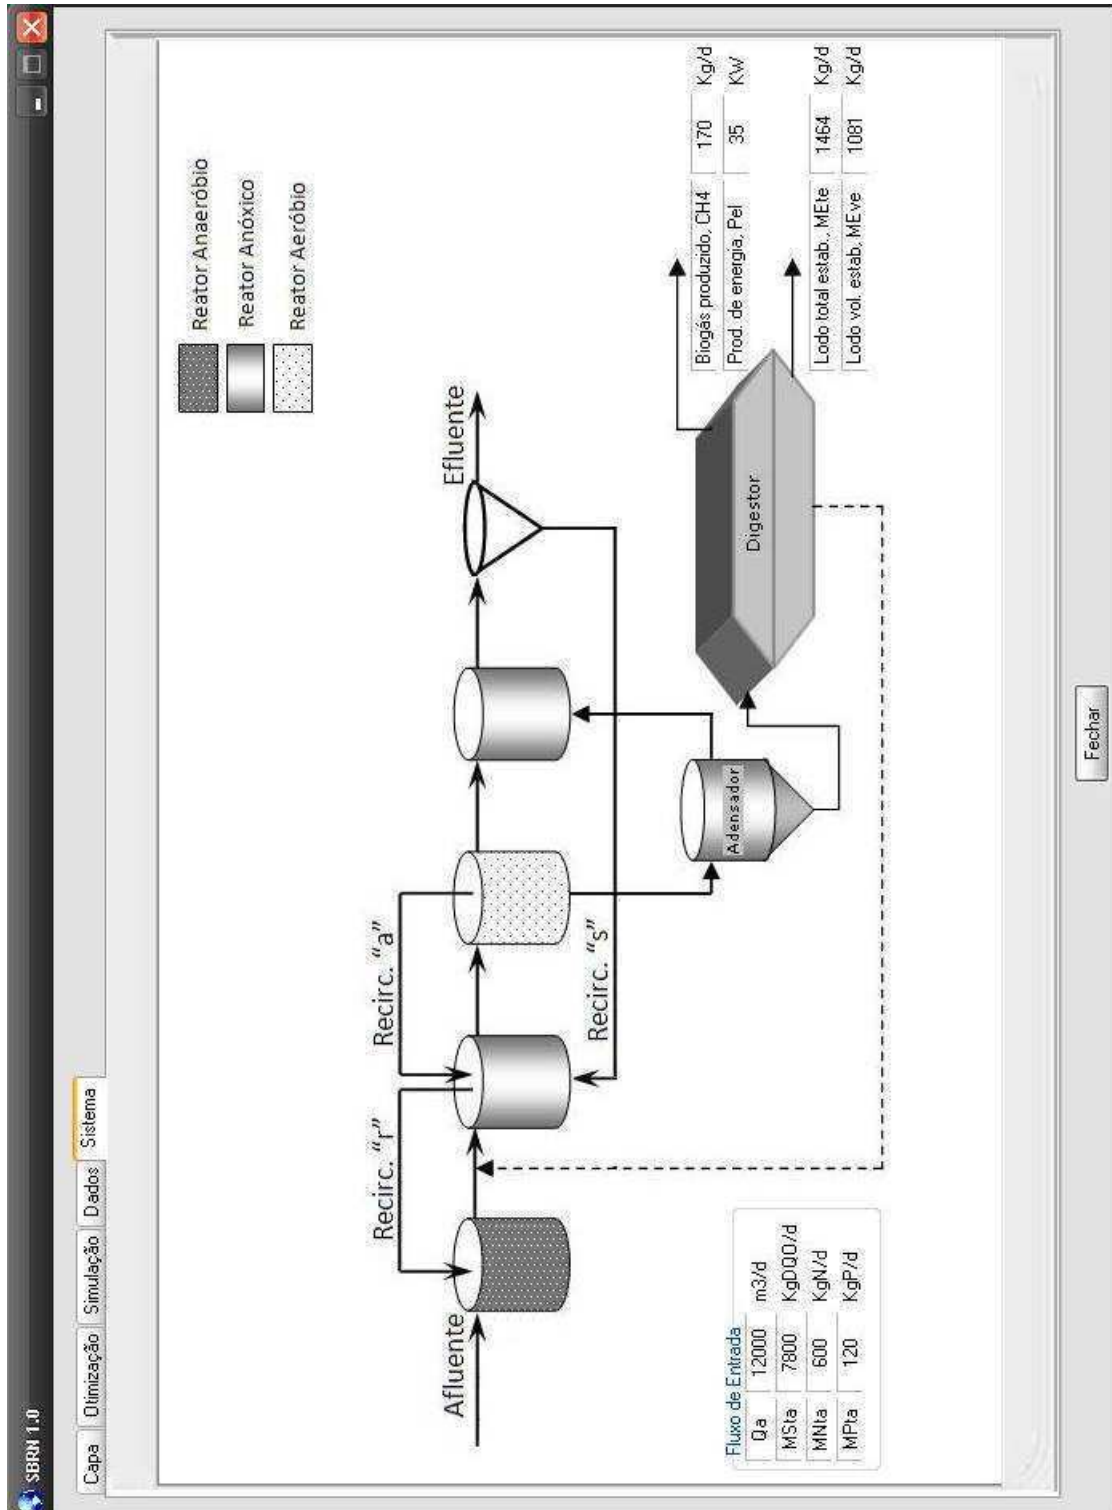 SBRN 1.0
Capa Otimização Simulação Dados Sistema
Reator Anaeróbio
Reator Anóxico
Reator Aeróbio
Recirc. “r”
Recirc. “a”
Afluente
Efluente
Recirc. “s”
Adensador
Digestor
Fluxo de Entrada
Qa 12000 m3/d
MSta 7800 KgDQO/d
MNta 600 KgN/d
MPta 120 KgP/d
Biogás produzido, CH4 170 Kg/d
Prod. de energia, Pel 35 KW
Lodo total estab., MEte 1464 Kg/d
Lodo vol. estab, MEve 1081 Kg/d
Fechar